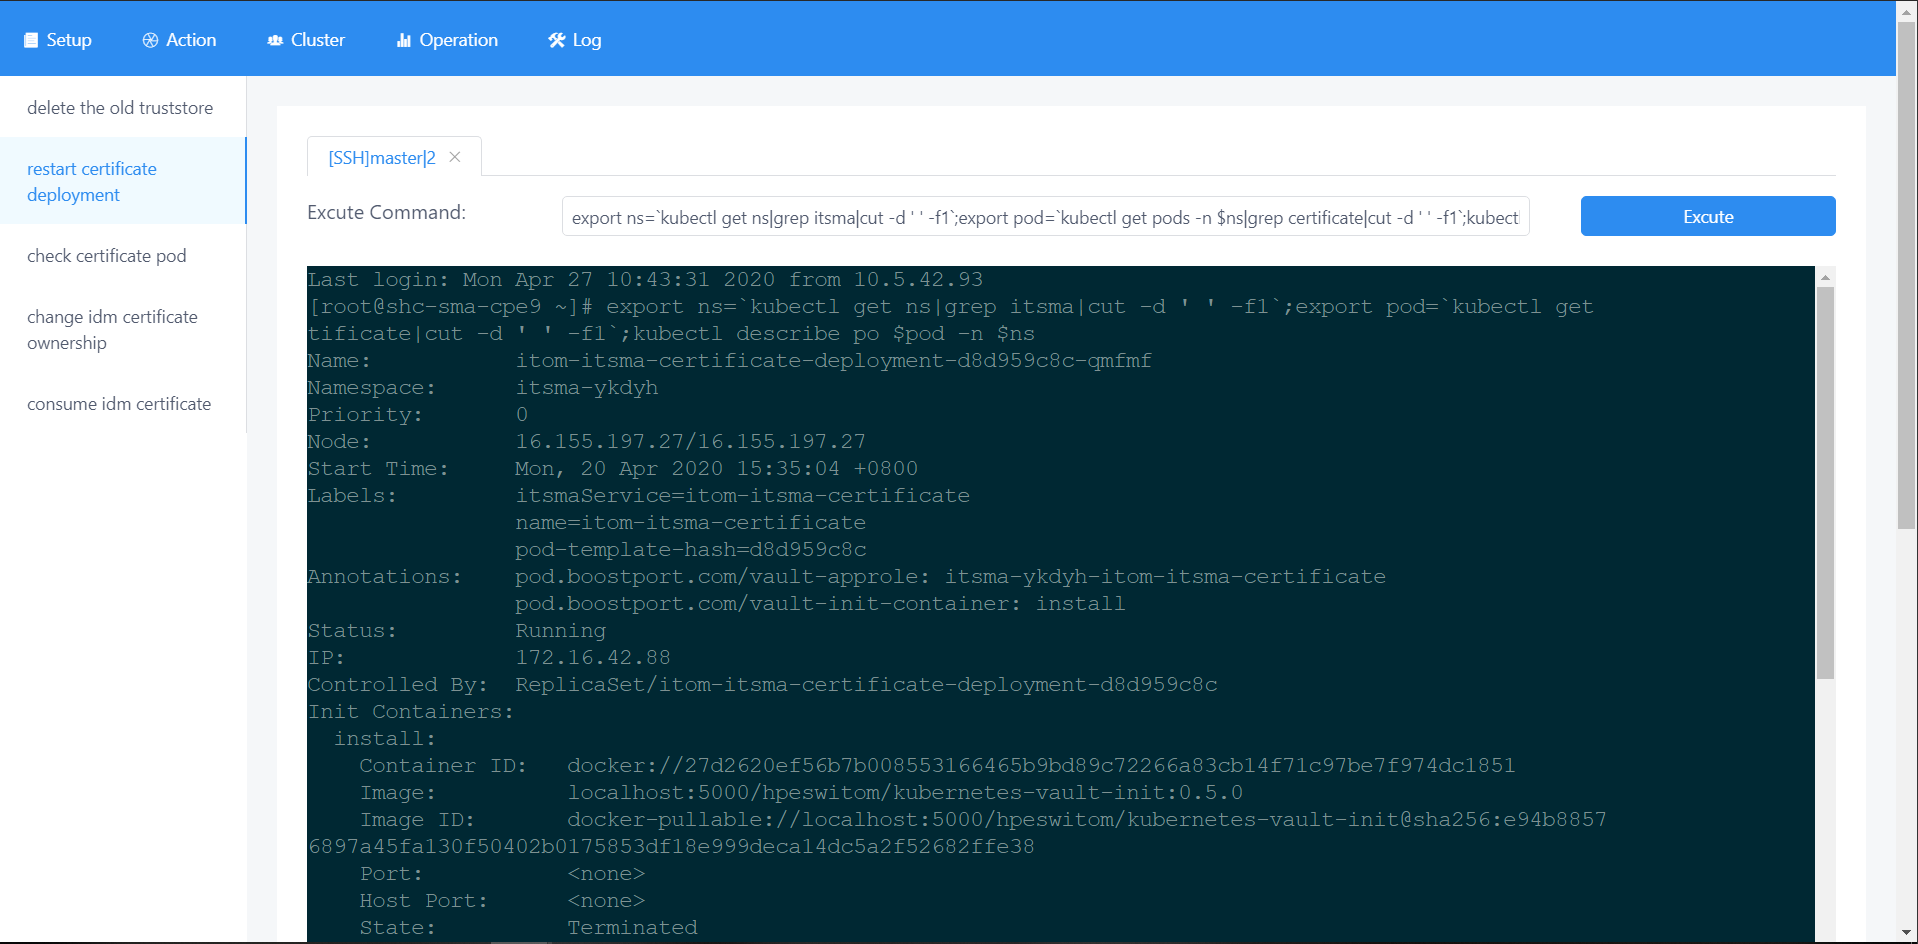 Setup
Action
Cluster
Operation
Log
delete the old truststore
restart certificate
deployment
check certificate pod
change idm certificate
ownership
consume idm certificate
[SSH]master|2
Excute Command:
export ns=`kubectl get ns|grep itsma|cut -d ' ' -f1`;export pod=`kubectl get pods -n $ns|grep certificate|cut -d ' ' -f1`;kubectl
Excute
Last login: Mon Apr 27 10:43:31 2020 from 10.5.42.93
[root@shc-sma-cpe9 ~]# export ns=`kubectl get ns|grep itsma|cut -d ' ' -f1`;export pod=`kubectl get
tificate|cut -d ' ' -f1`;kubectl describe po $pod -n $ns
Name: itom-itsma-certificate-deployment-d8d959c8c-qmfmf
Namespace: itsma-ykdyh
Priority: 0
Node: 16.155.197.27/16.155.197.27
Start Time: Mon, 20 Apr 2020 15:35:04 +0800
Labels: itsmaService=itom-itsma-certificate
name=itom-itsma-certificate
pod-template-hash=d8d959c8c
Annotations: pod.boostport.com/vault-approle: itsma-ykdyh-itom-itsma-certificate
pod.boostport.com/vault-init-container: install
Status: Running
IP: 172.16.42.88
Controlled By: ReplicaSet/itom-itsma-certificate-deployment-d8d959c8c
Init Containers:
install:
Container ID: docker://27d2620ef56b7b008553166465b9bd89c72266a83cb14f71c97be7f974dc1851
Image: localhost:5000/hpeswitom/kubernetes-vault-init:0.5.0
Image ID: docker-pullable://localhost:5000/hpeswitom/kubernetes-vault-init@sha256:e94b8857
6897a45fa130f50402b0175853df18e999deca14dc5a2f52682ffe38
Port: <none>
Host Port: <none>
State: Terminated